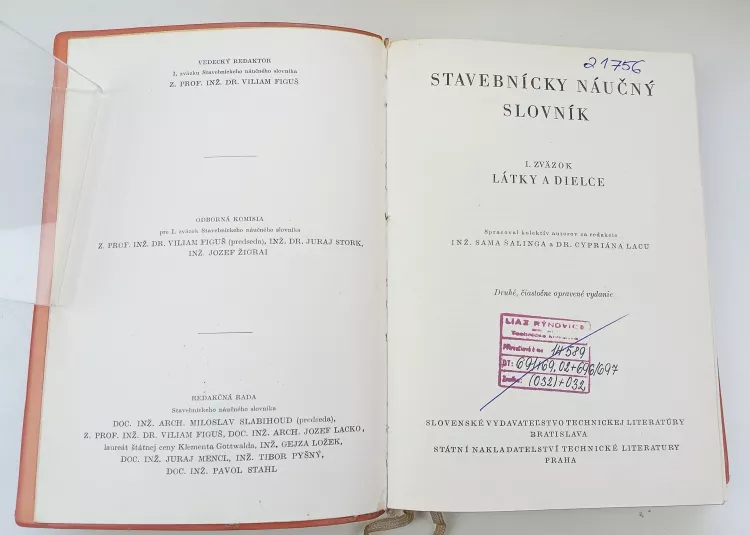 VEDECKÝ REDAKTOR
I. zväzku Stavebníckeho náučného slovníka
Z. PROF. INŽ. DR. VILIAM FIGUŠ
ODBORNÁ KOMISIA
pre I. zväzok Stavebníckeho náučného slovníka
Z. PROF. INŽ. DR. VILIAM FIGUŠ (predseda), INŽ. DR. JURAJ STORK,
INŽ. JOZEF ŽIGRAI
REDAKČNÁ RADA
Stavebníckeho náučného slovníka
DOC. INŽ. ARCH. MILOSLAV SLABIHOUD (predseda),
Z. PROF. INŽ. DR. VILIAM FIGUŠ, DOC. INŽ. ARCH. JOZEF LACKO,
laureát štátnej ceny Klementa Gottwalda, INŽ. GEJZA LOŽEK,
DOC. INŽ. JURAJ MENCL, INŽ. TIBOR PYŠNÝ,
DOC. INŽ. PAVOL STAHL
21756
STAVEBNÍCKY NÁUČNÝ
SLOVNÍK
I. ZVÄZOK
LÁTKY A DIELCE
Spracoval kolektív autorov za redakcie
INŽ. SAMA ŠALINGA a DR. CYPRIÁNA LACU
Druhé, čiastočne opravené vydanie
LIAZ RÝNOVICE
Technická
14589
DT: 691+69.02+696/697
(032)+032
SLOVENSKÉ VYDAVATEĽSTVO TECHNICKEJ LITERATÚRY
BRATISLAVA
STÁTNÍ NAKLADATELSTVÍ TECHNICKÉ LITERATURY
PRAHA